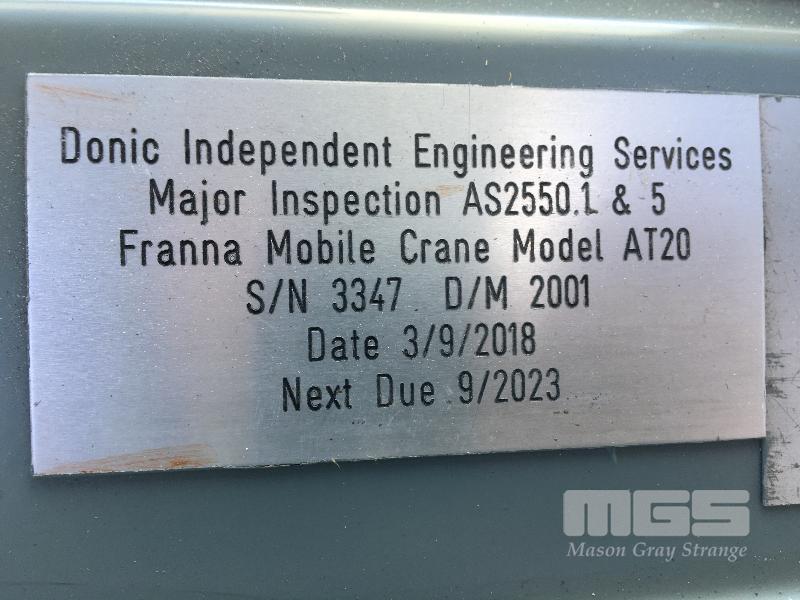 Donic Independent Engineering Services
Major Inspection AS2550.1 & 5
Franna Mobile Crane Model AT20
S/N 3347 D/M 2001
Date 3/9/2018
Next Due 9/2023
MGS
Mason Gray Strange